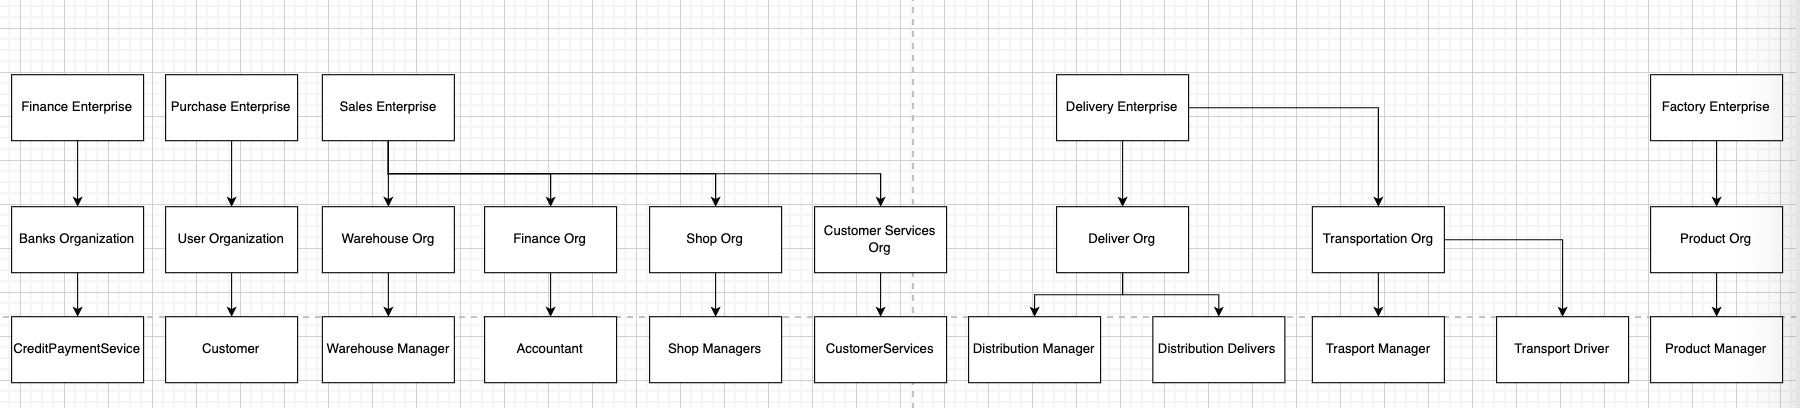 Finance Enterprise
Purchase Enterprise
Sales Enterprise
Delivery Enterprise
Factory Enterprise
Banks Organization
User Organization
Warehouse Org
Finance Org
Shop Org
Customer Services
Org
Deliver Org
Transportation Org
Product Org
CreditPaymentSevice
Customer
Warehouse Manager
Accountant
Shop Managers
CustomerServices
Distribution Manager
Distribution Delivers
Trasport Manager
Transport Driver
Product Manager